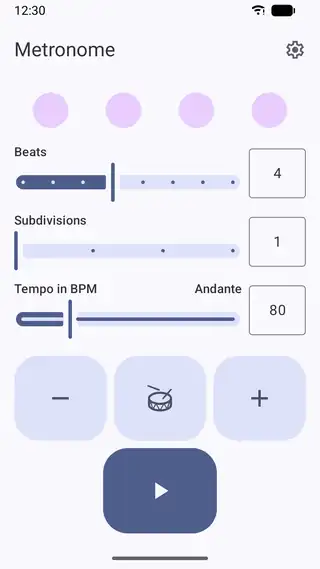 12:30
Metronome
Beats
4
Subdivisions
1
Tempo in BPM
Andante
80